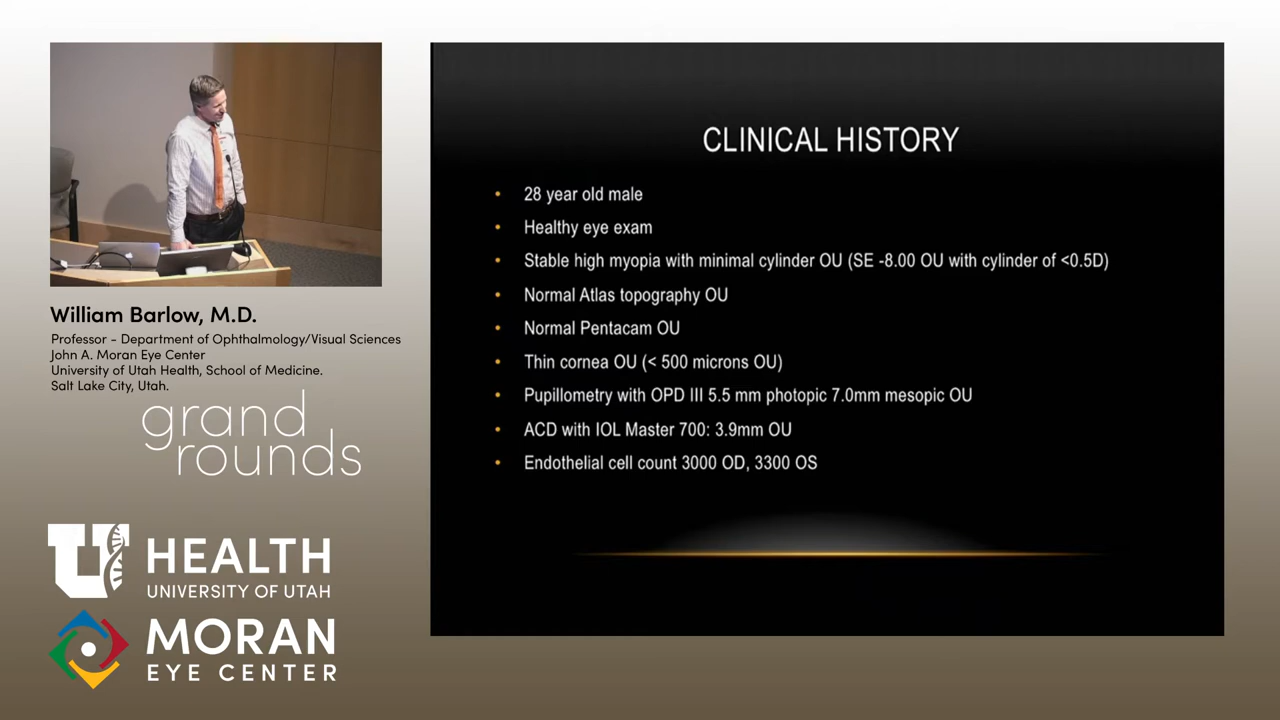 William Barlow, M.D.
Professor - Department of Ophthalmology/Visual Sciences
John A. Moran Eye Center
University of Utah Health, School of Medicine.
Salt Lake City, Utah.
grand
rounds
U HEALTH
UNIVERSITY OF UTAH
MORAN
EYE CENTER
CLINICAL HISTORY
• 28 year old male
• Healthy eye exam
• Stable high myopia with minimal cylinder OU (SE -8.00 OU with cylinder of <0.5D)
• Normal Atlas topography OU
• Normal Pentacam OU
• Thin cornea OU (< 500 microns OU)
• Pupillometry with OPD III 5.5 mm photopic 7.0mm mesopic OU
• ACD with IOL Master 700: 3.9mm OU
• Endothelial cell count 3000 OD, 3300 OS